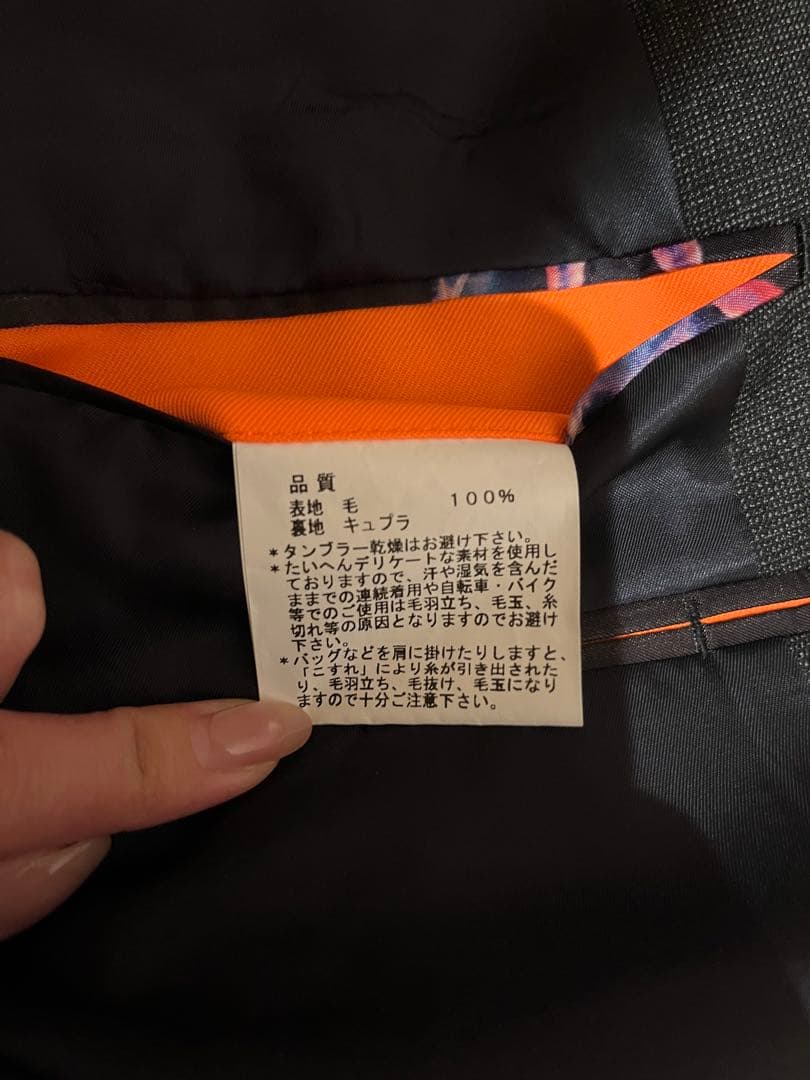 品質
表地 毛 100%
裏地 キュプラ
*タンブラー乾燥はお避け下さい。
*たいへんデリケートな素材を使用し
ておりますので、汗や湿気を含んだ
ままでの連続着用や自転車・バイク
等でのご使用は毛羽立ち、毛玉、糸
切れ等の原因となりますのでお避け
下さい。
*バッグなどを肩に掛けたりしますと、
「こすれ」により糸が引き出された
り、毛羽立ち、毛抜け、毛玉になり
ますので十分ご注意下さい。